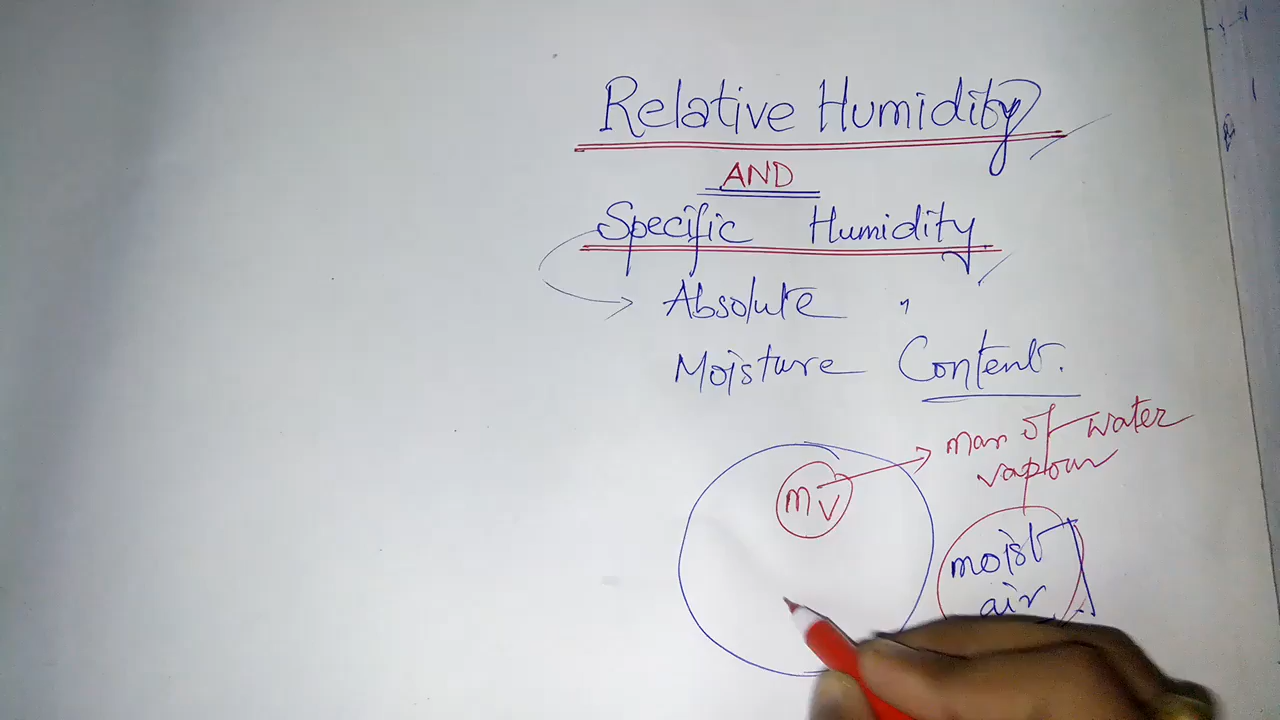 Relative Humidity
AND
Specific Humidity
Absolute "
Moisture Content.
mass of water
vapour
mv
moist
air